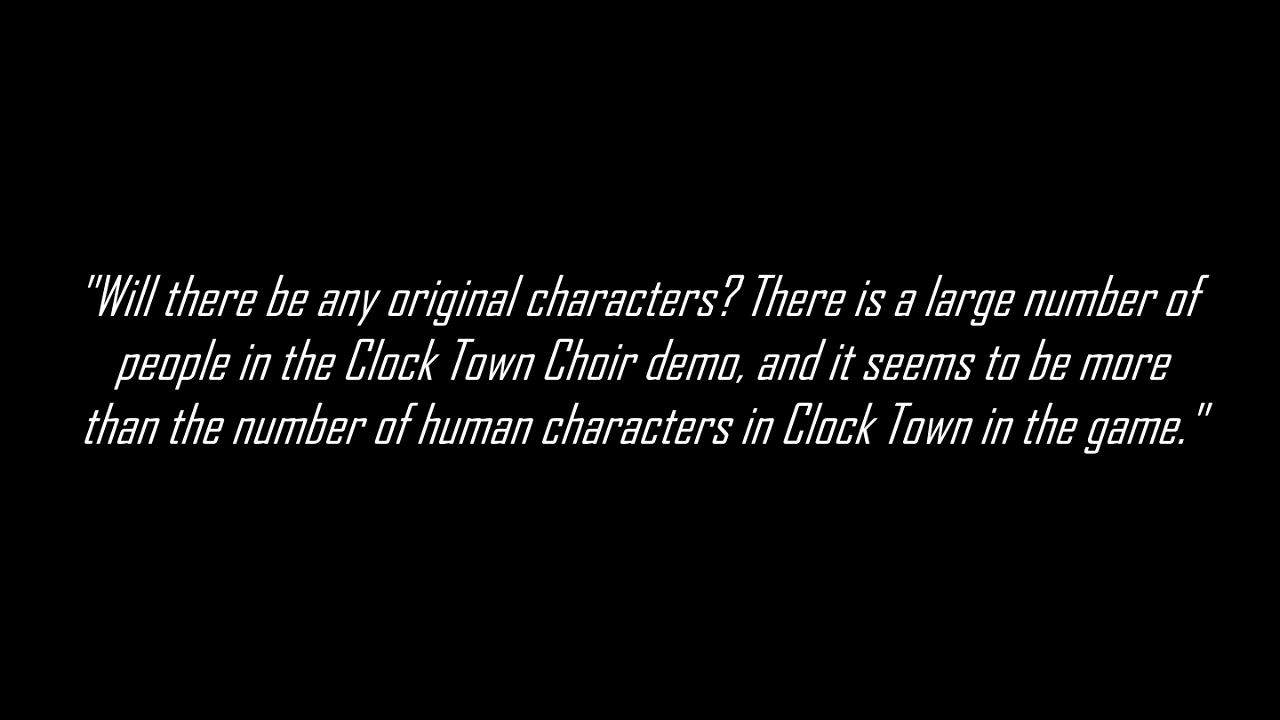 "Will there be any original characters? There is a large number of
people in the Clock Town Choir demo, and it seems to be more
than the number of human characters in Clock Town in the game."